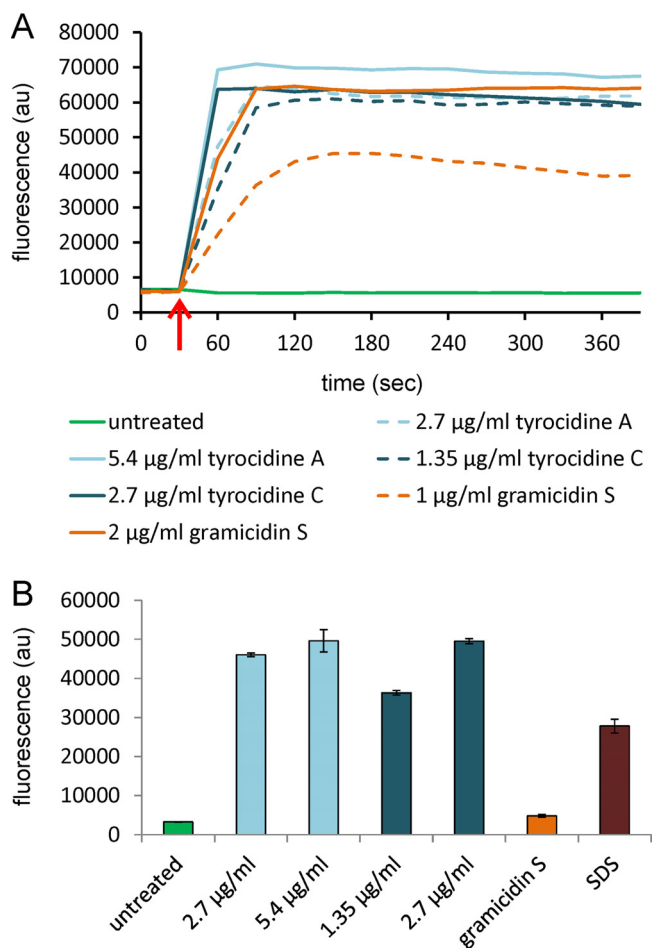 A
80000
70000
60000
50000
40000
30000
20000
10000
0
fluorescence (au)
0 60 120 180 240 300 360
time (sec)
untreated
2.7 µg/ml tyrocidine A
5.4 µg/ml tyrocidine A
1.35 µg/ml tyrocidine C
2.7 µg/ml tyrocidine C
1 µg/ml gramicidin S
2 µg/ml gramicidin S
B
60000
50000
40000
30000
20000
10000
0
fluorescence (au)
untreated
2.7 µg/ml
5.4 µg/ml
1.35 µg/ml
2.7 µg/ml
gramicidin S
SDS